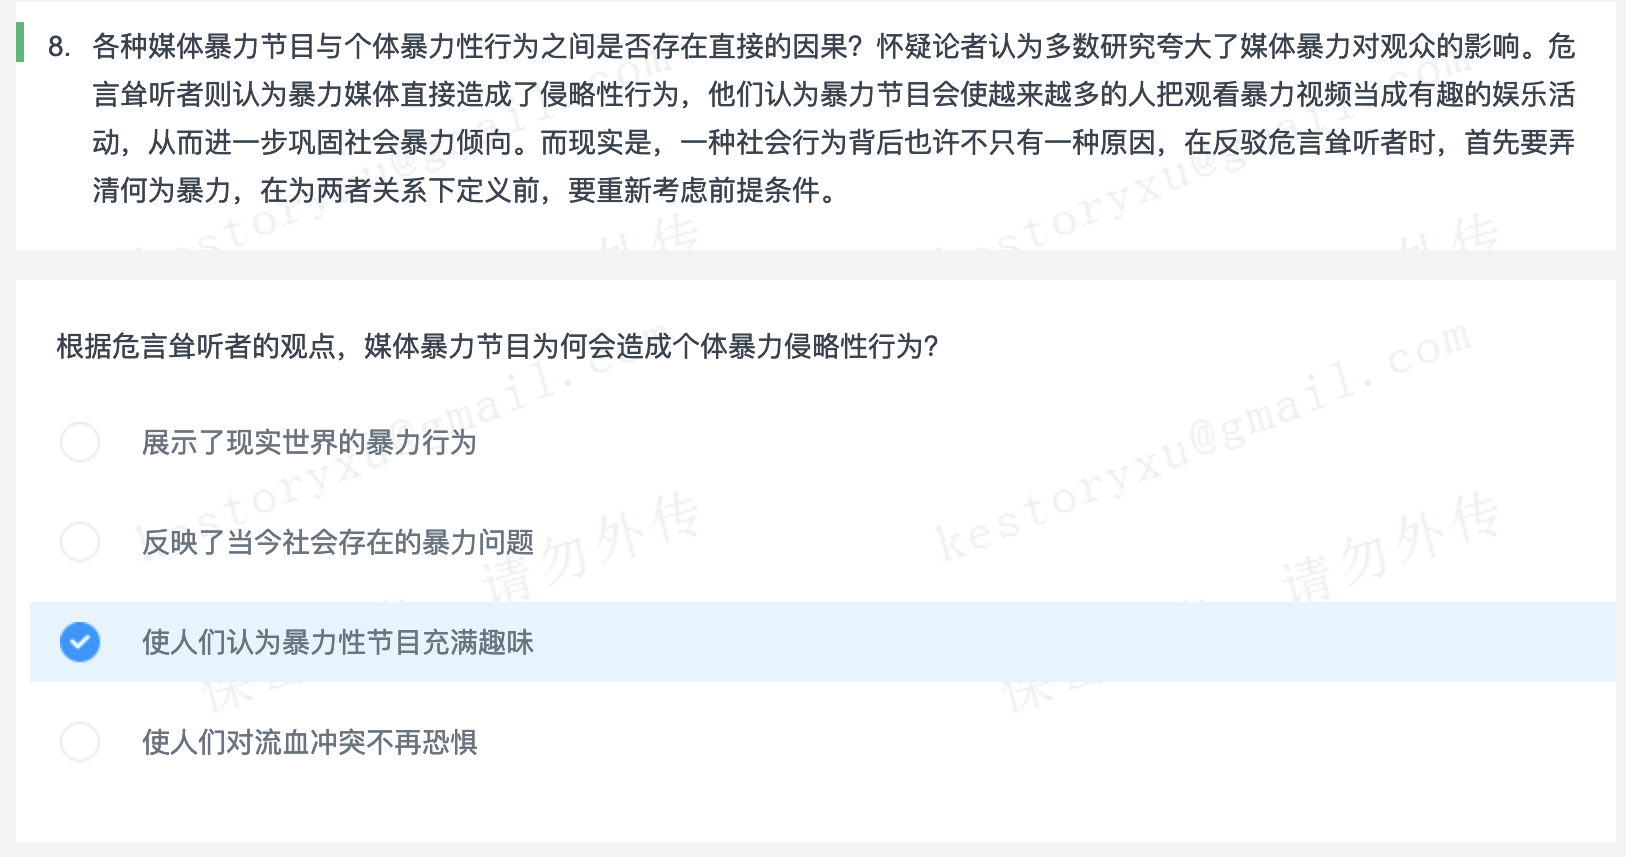 8. 各种媒体暴力节目与个体暴力性行为之间是否存在直接的因果？怀疑论者认为多数研究夸大了媒体暴力对观众的影响。危
言耸听者则认为暴力媒体直接造成了侵略性行为，他们认为暴力节目会使越来越多的人把观看暴力视频当成有趣的娱乐活
动，从而进一步巩固社会暴力倾向。而现实是，一种社会行为背后也许不只有一种原因，在反驳危言耸听者时，首先要弄
清何为暴力，在为两者关系下定义前，要重新考虑前提条件。
根据危言耸听者的观点，媒体暴力节目为何会造成个体暴力侵略性行为？
展示了现实世界的暴力行为
反映了当今社会存在的暴力问题
使人们认为暴力性节目充满趣味
使人们对流血冲突不再恐惧
kestoryxu@gmail.com
kestoryxu@gmail.com
请勿外传
请勿外传